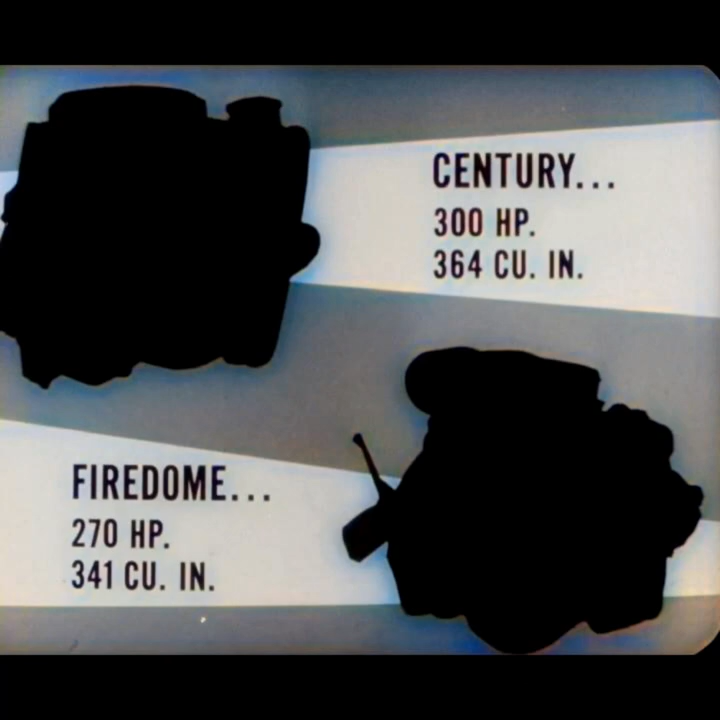 CENTURY...
300 HP.
364 CU. IN.
FIREDOME...
270 HP.
341 CU. IN.